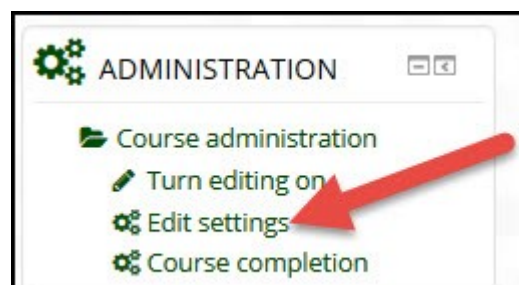 ADMINISTRATION
Course administration
Turn editing on
Edit settings
Course completion